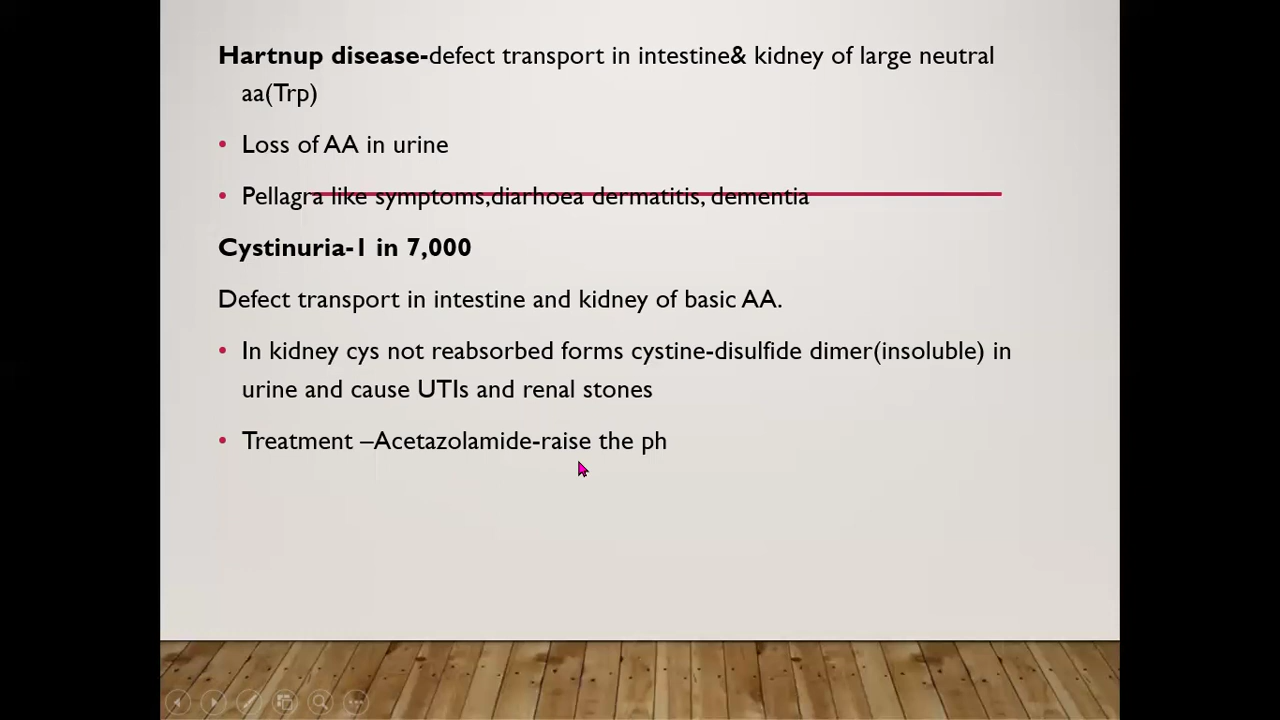 Hartnup disease-defect transport in intestine& kidney of large neutral
aa(Trp)
• Loss of AA in urine
• Pellagra like symptoms,diarhoea dermatitis, dementia
Cystinuria-1 in 7,000
Defect transport in intestine and kidney of basic AA.
• In kidney cys not reabsorbed forms cystine-disulfide dimer(insoluble) in
urine and cause UTIs and renal stones
• Treatment –Acetazolamide-raise the ph